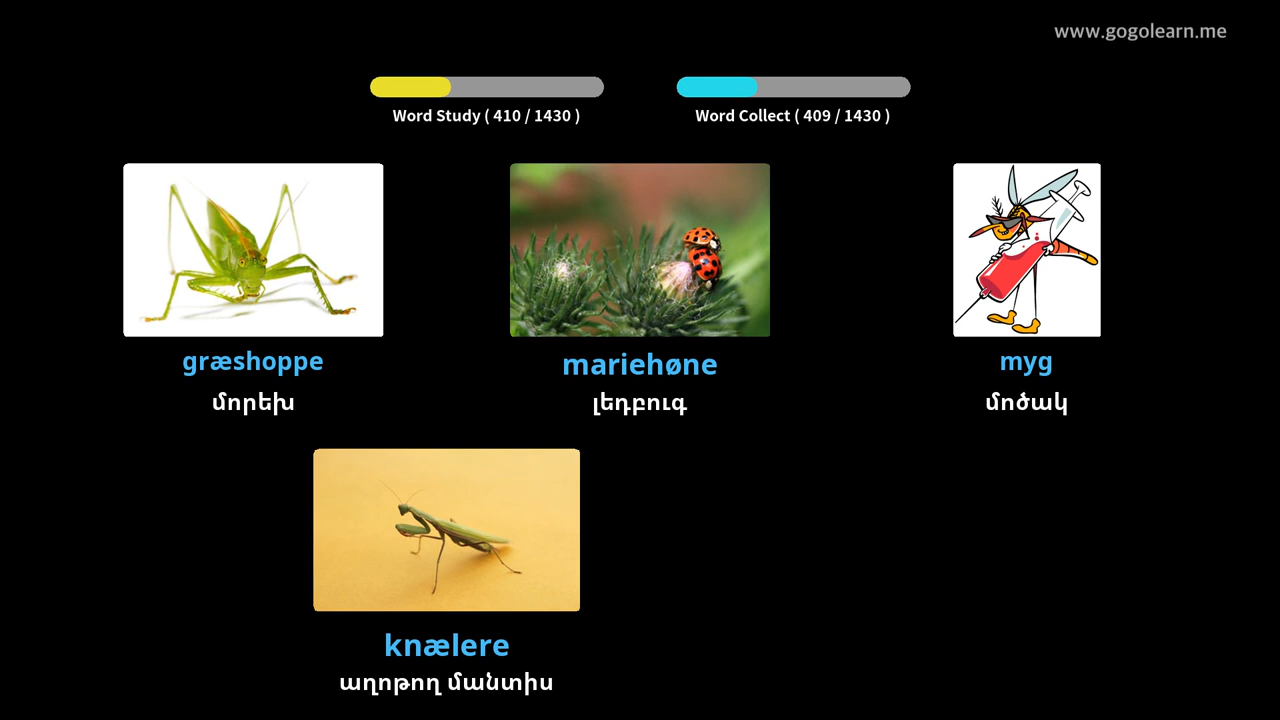 www.gogolearn.me
Word Study ( 410 / 1430 )
Word Collect ( 409 / 1430 )
græshoppe
մորեխ
mariehøne
լեդբուգ
myg
մոծակ
knælere
աղոթող մանտիս